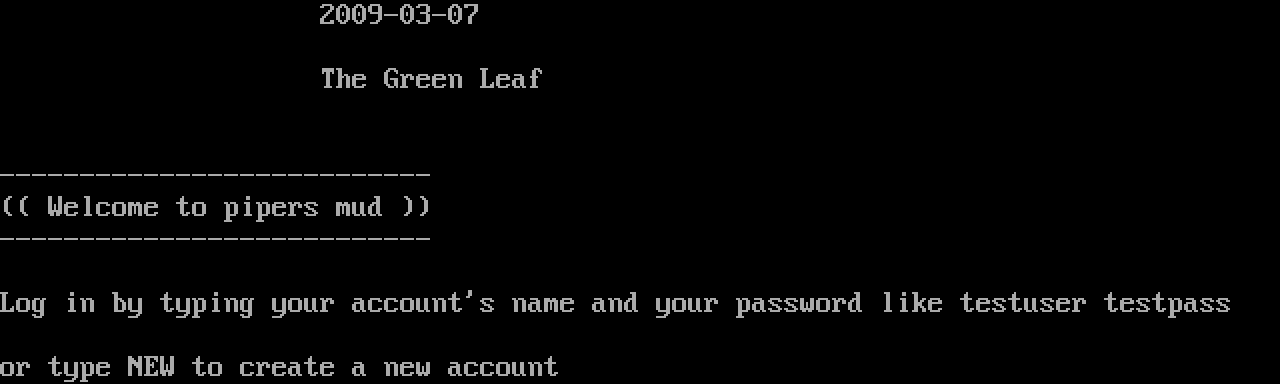 2009-03-07
The Green Leaf
---------------------------
(( Welcome to pipers mud ))
---------------------------
Log in by typing your account's name and your password like testuser testpass
or type NEW to create a new account